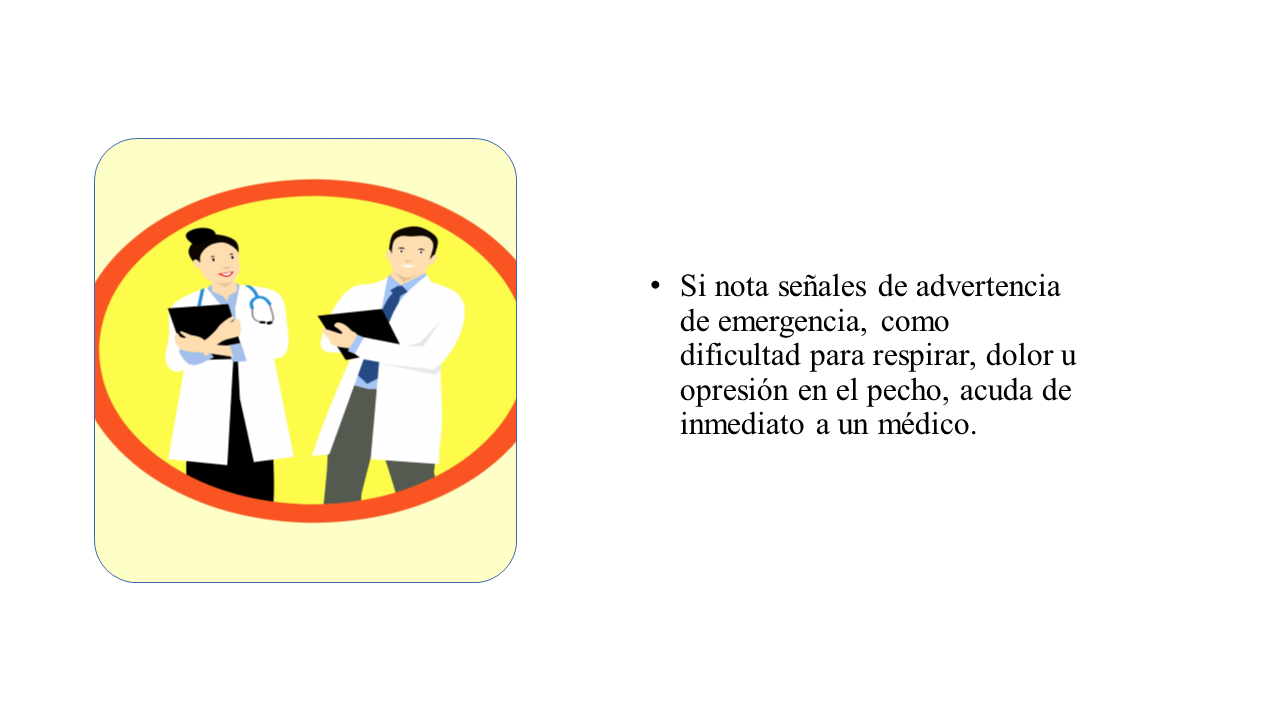 • Si nota señales de advertencia
de emergencia, como
dificultad para respirar, dolor u
opresión en el pecho, acuda de
inmediato a un médico.